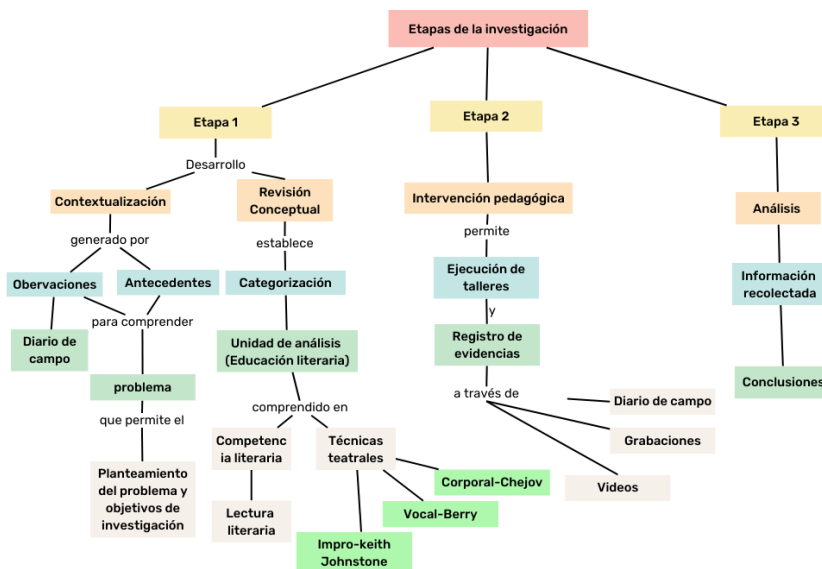 Etapas de la investigación
Etapa 1
Etapa 2
Etapa 3
Desarrollo
Contextualización
Revisión
Conceptual
Intervención pedagógica
Análisis
generado por
establece
permite
Obervaciones
Antecedentes
Categorización
Ejecución de
talleres
Información
recolectada
para comprender
y
Diario de
campo
Unidad de análisis
(Educación literaria)
Registro de
evidencias
Conclusiones
problema
comprendido en
a través de
Diario de campo
Grabaciones
Videos
que permite el
Competenc
ia literaria
Técnicas
teatrales
Planteamiento
del problema y
objetivos de
investigación
Lectura
literaria
Corporal-Chejov
Vocal-Berry
Impro-keith
Johnstone